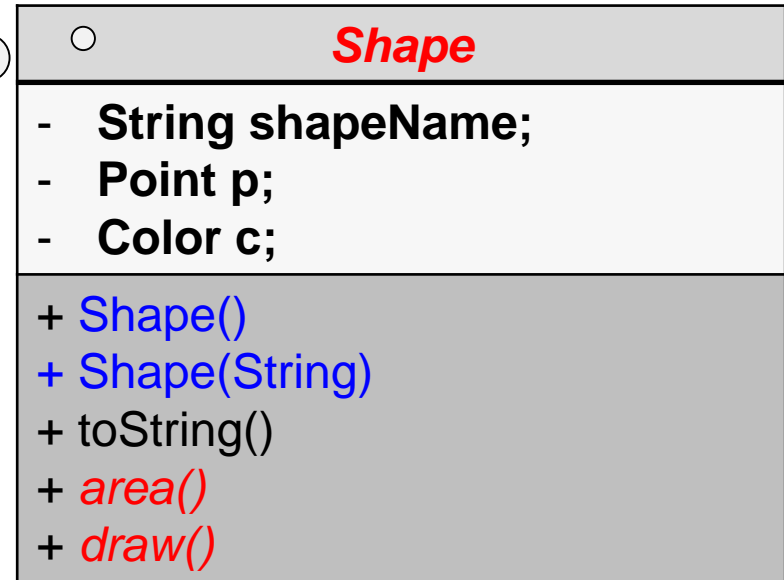 Shape
- String shapeName;
- Point p;
- Color c;
+ Shape()
+ Shape(String)
+ toString()
+ area()
+ draw()